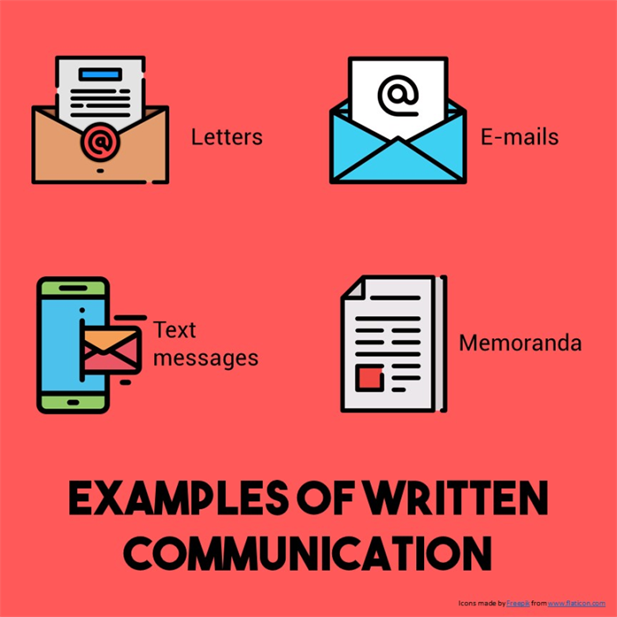 Letters
E-mails
Text
messages
Memoranda
EXAMPLES OF WRITTEN
COMMUNICATION
Icons made by Freepik from www.flaticon.com